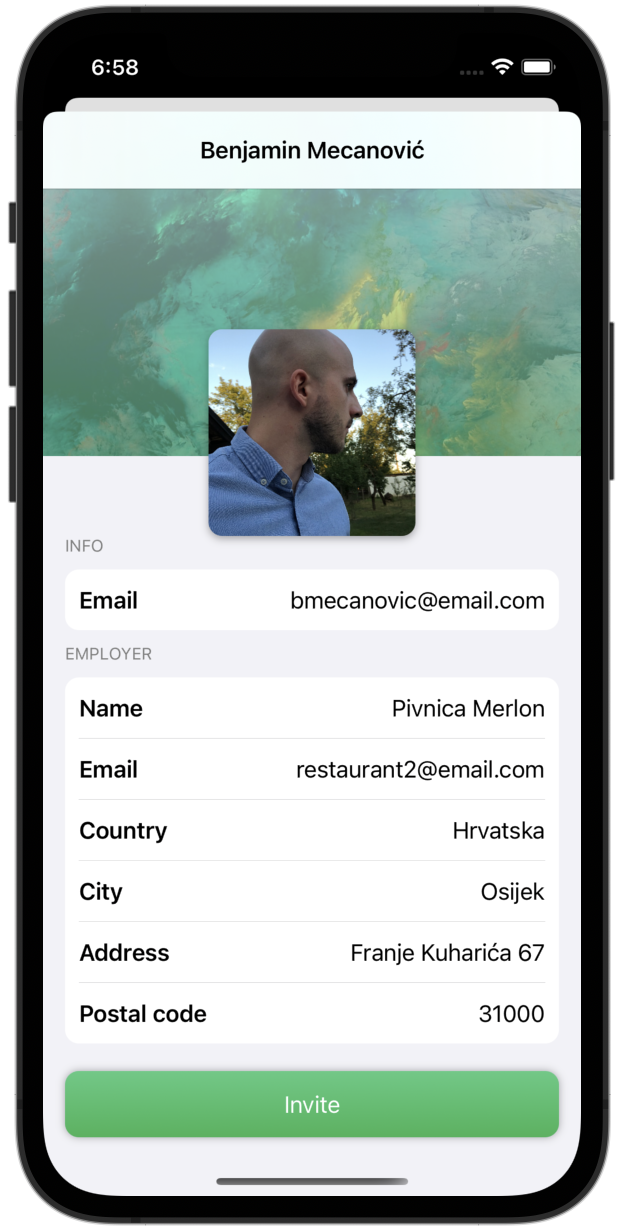 6:58
Benjamin Mecanović
INFO
Email bmecanovic@email.com
EMPLOYER
Name Pivnica Merlon
Email restaurant2@email.com
Country Hrvatska
City Osijek
Address Franje Kuharića 67
Postal code 31000
Invite